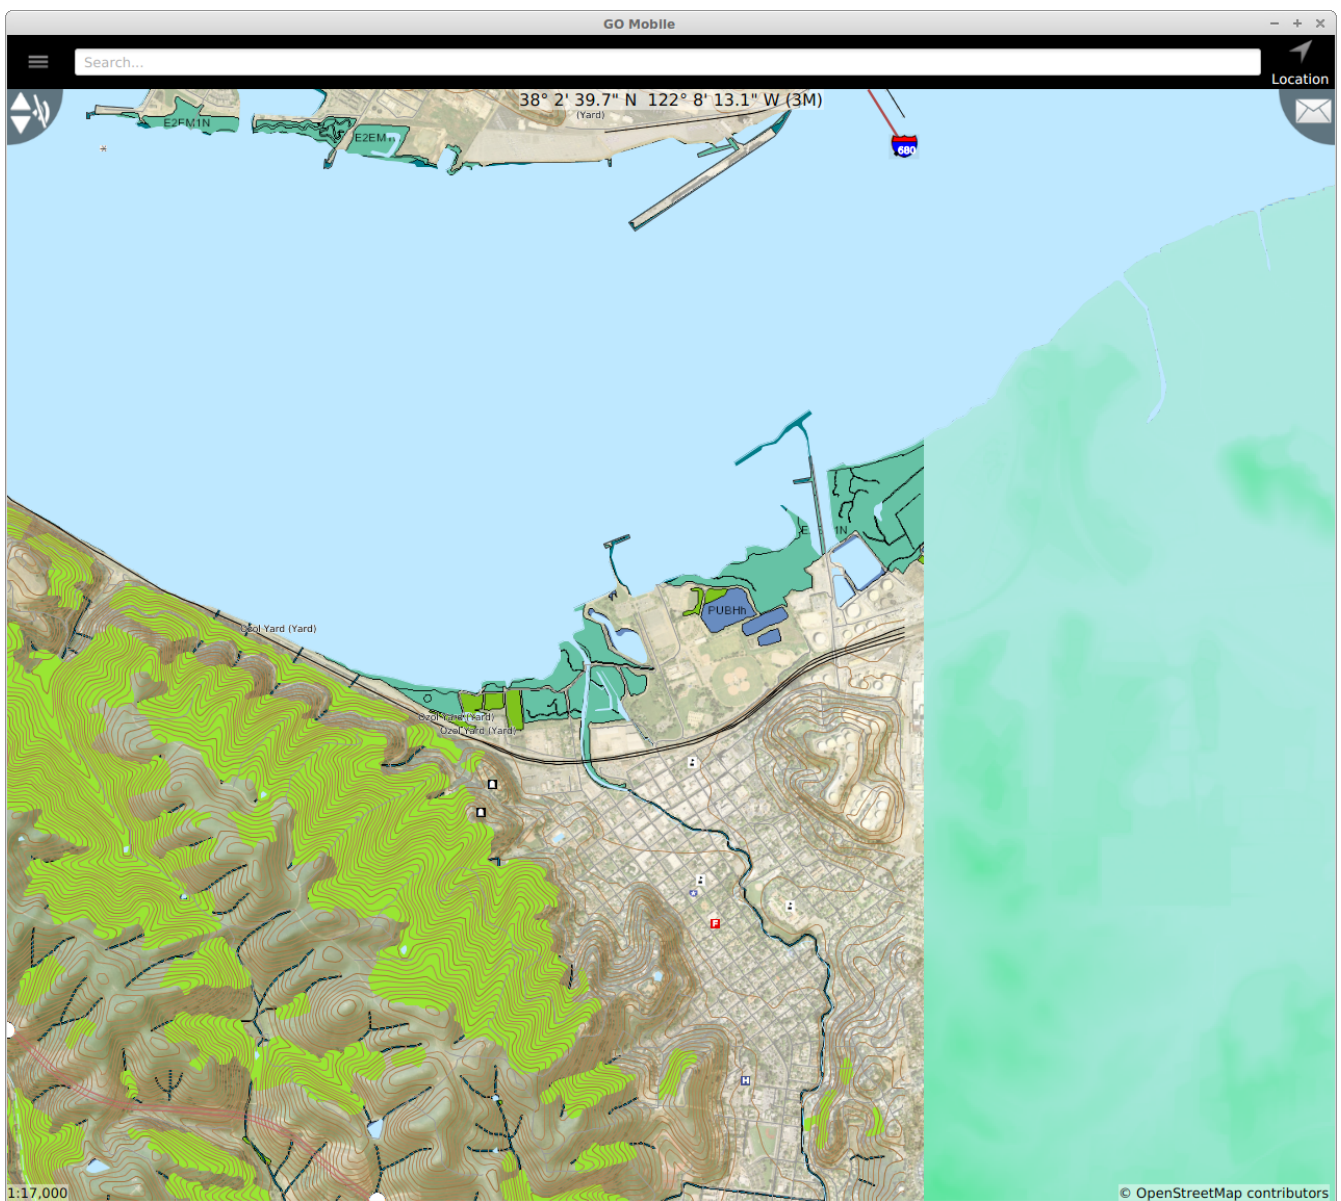 GO Mobile
Search...
Location
38° 2' 39.7" N 122° 8' 13.1" W (3M)
(Yard)
E2EM1N
680
PUBHh
Ozol Yard (Yard)
Ozol Yard (Yard)
Ozol Yard (Yard)
F
H
1:17,000
© OpenStreetMap contributors